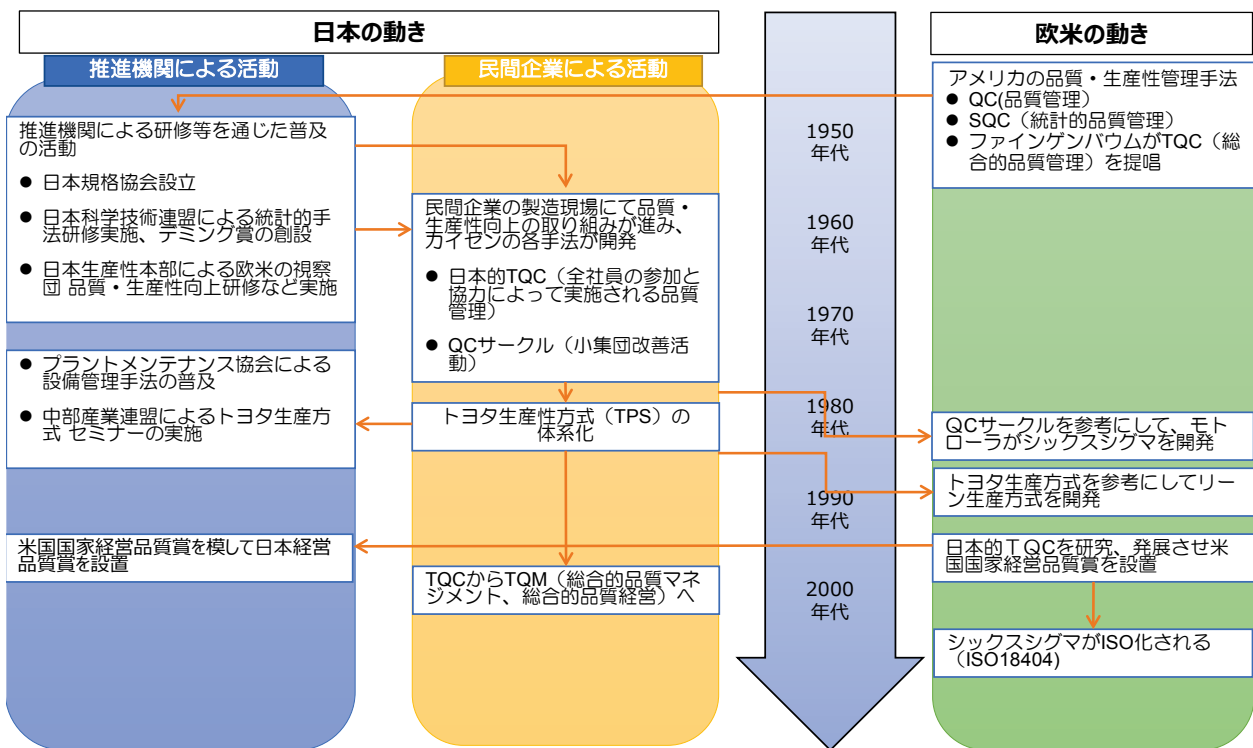 日本の動き
推進機関による活動
推進機関による研修等を通じた普及
の活動
● 日本規格協会設立
● 日本科学技術連盟による統計的手
法研修実施、デミング賞の創設
● 日本生産性本部による欧米の視察
団 品質・生産性向上研修など実施
● プラントメンテナンス協会による
設備管理手法の普及
● 中部産業連盟によるトヨタ生産方
式 セミナーの実施
米国国家経営品質賞を模して日本経営
品質賞を設置
民間企業による活動
民間企業の製造現場にて品質・
生産性向上の取り組みが進み、
カイゼンの各手法が開発
● 日本的TQC（全社員の参加と
協力によって実施される品質
管理）
● QCサークル（小集団改善活
動）
トヨタ生産性方式（TPS）の
体系化
TQCからTQM（総合的品質マネ
ジメント、総合的品質経営）へ
1950
年代
1960
年代
1970
年代
1980
年代
1990
年代
2000
年代
欧米の動き
アメリカの品質・生産性管理手法
● QC(品質管理）
● SQC（統計的品質管理）
● ファインゲンバウムがTQC（総
合的品質管理）を提唱
QCサークルを参考にして、モト
ローラがシックスシグマを開発
トヨタ生産方式を参考にしてリー
ン生産方式を開発
日本的ＴQCを研究、発展させ米
国国家経営品質賞を設置
シックスシグマがISO化される
（ISO18404)